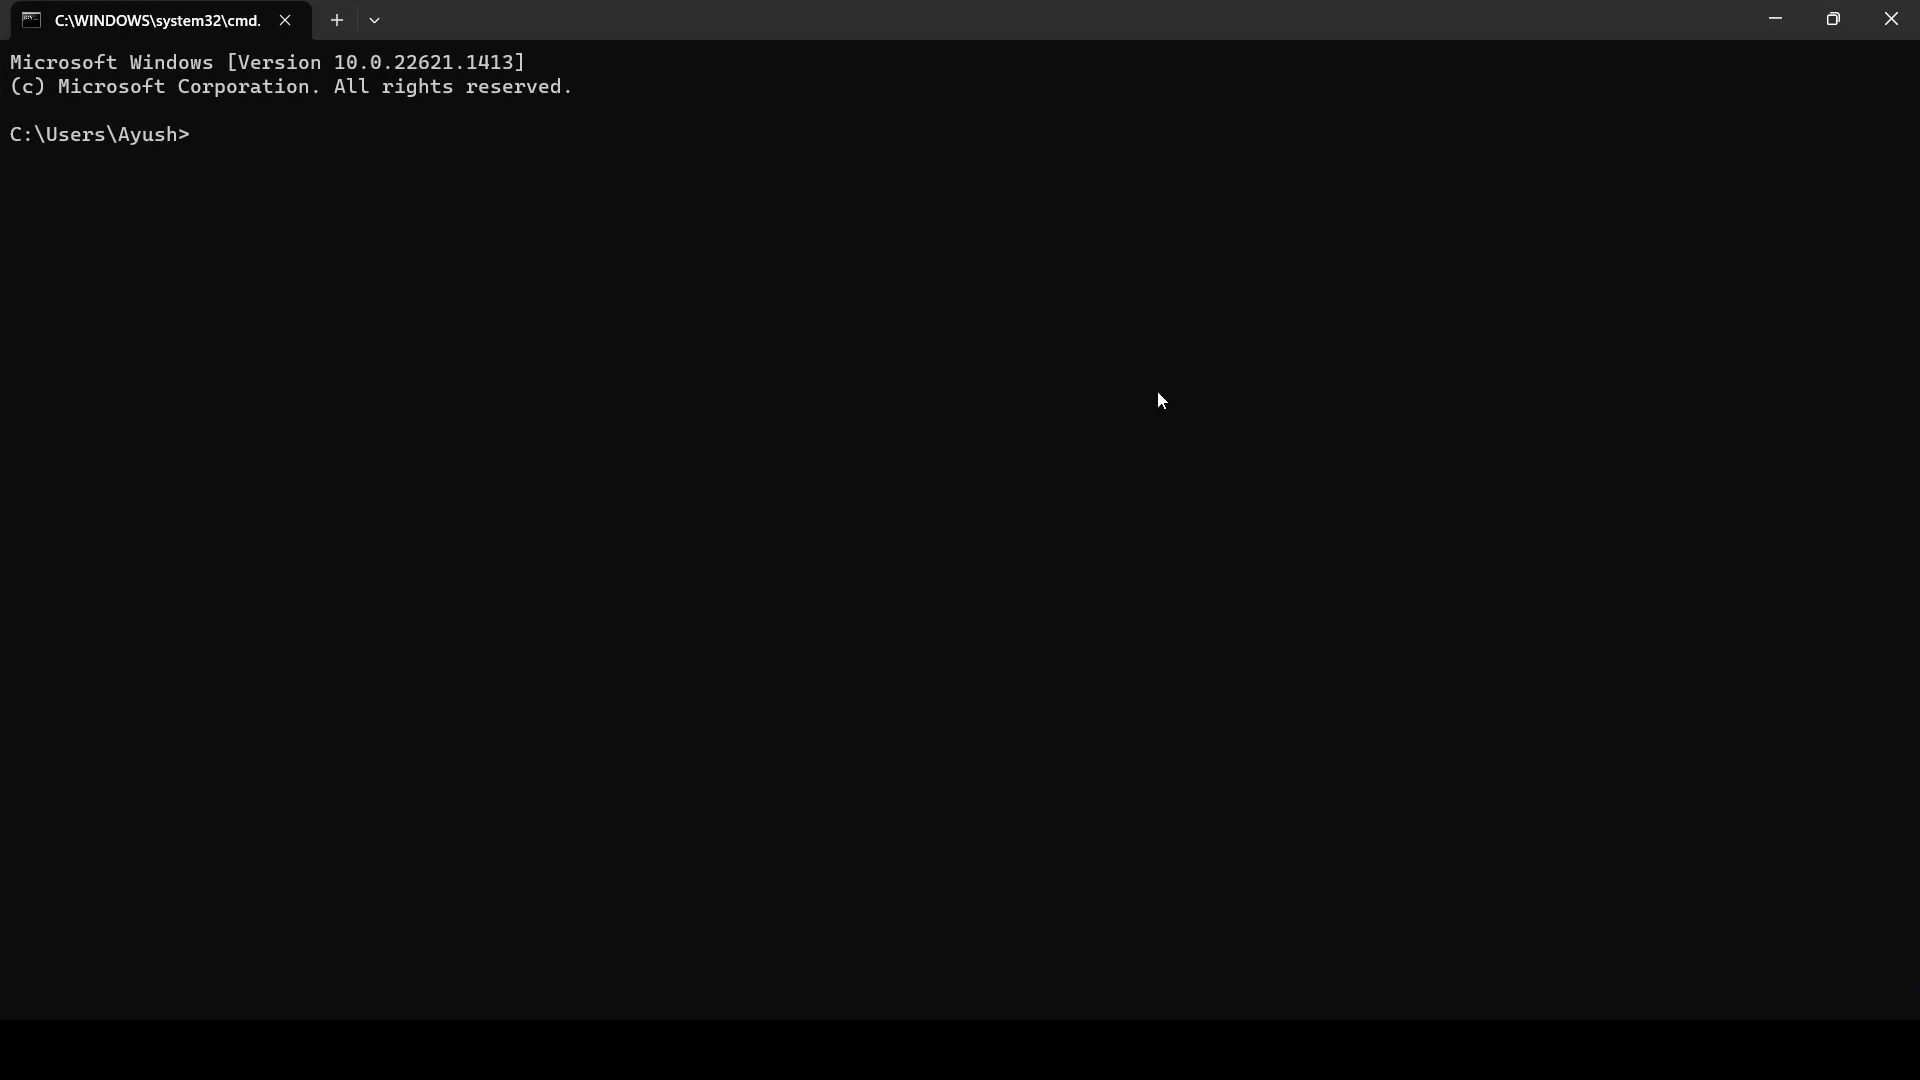 C:\WINDOWS\system32\cmd.
Microsoft Windows [Version 10.0.22621.1413]
(c) Microsoft Corporation. All rights reserved.
C:\Users\Ayush>